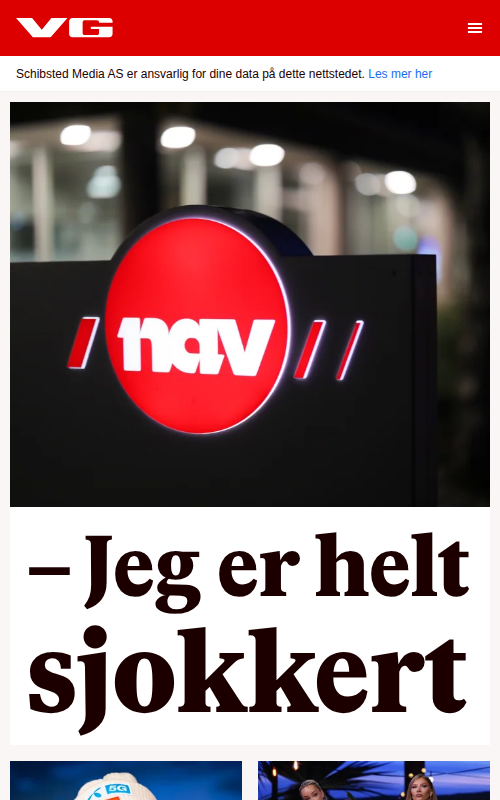 VG
Schibsted Media AS er ansvarlig for dine data på dette nettstedet. Les mer her
nav
– Jeg er helt
sjokkert
5G